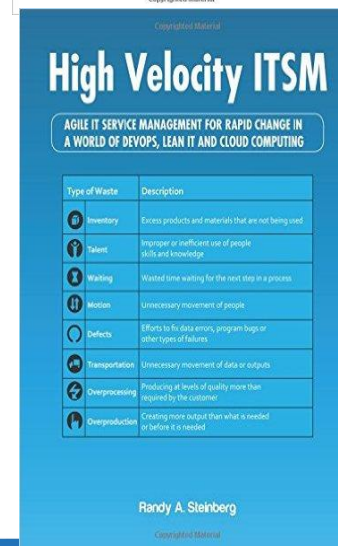 Copyrighted Material
Copyrighted Material
High Velocity ITSM
AGILE IT SERVICE MANAGEMENT FOR RAPID CHANGE IN
A WORLD OF DEVOPS, LEAN IT AND CLOUD COMPUTING
Type of Waste Description
Inventory Excess products and materials that are not being used
Talent Improper or inefficient use of people
skills and knowledge
Waiting Wasted time waiting for the next step in a process
Motion Unnecessary movement of people
Defects Efforts to fix data errors, program bugs or
other types of failures
Transportation Unnecessary movement of data or outputs
Overprocessing Producing at levels of quality more than
required by the customer
Overproduction Creating more output than what is needed
or before it is needed
Randy A. Steinberg
Copyrighted Material